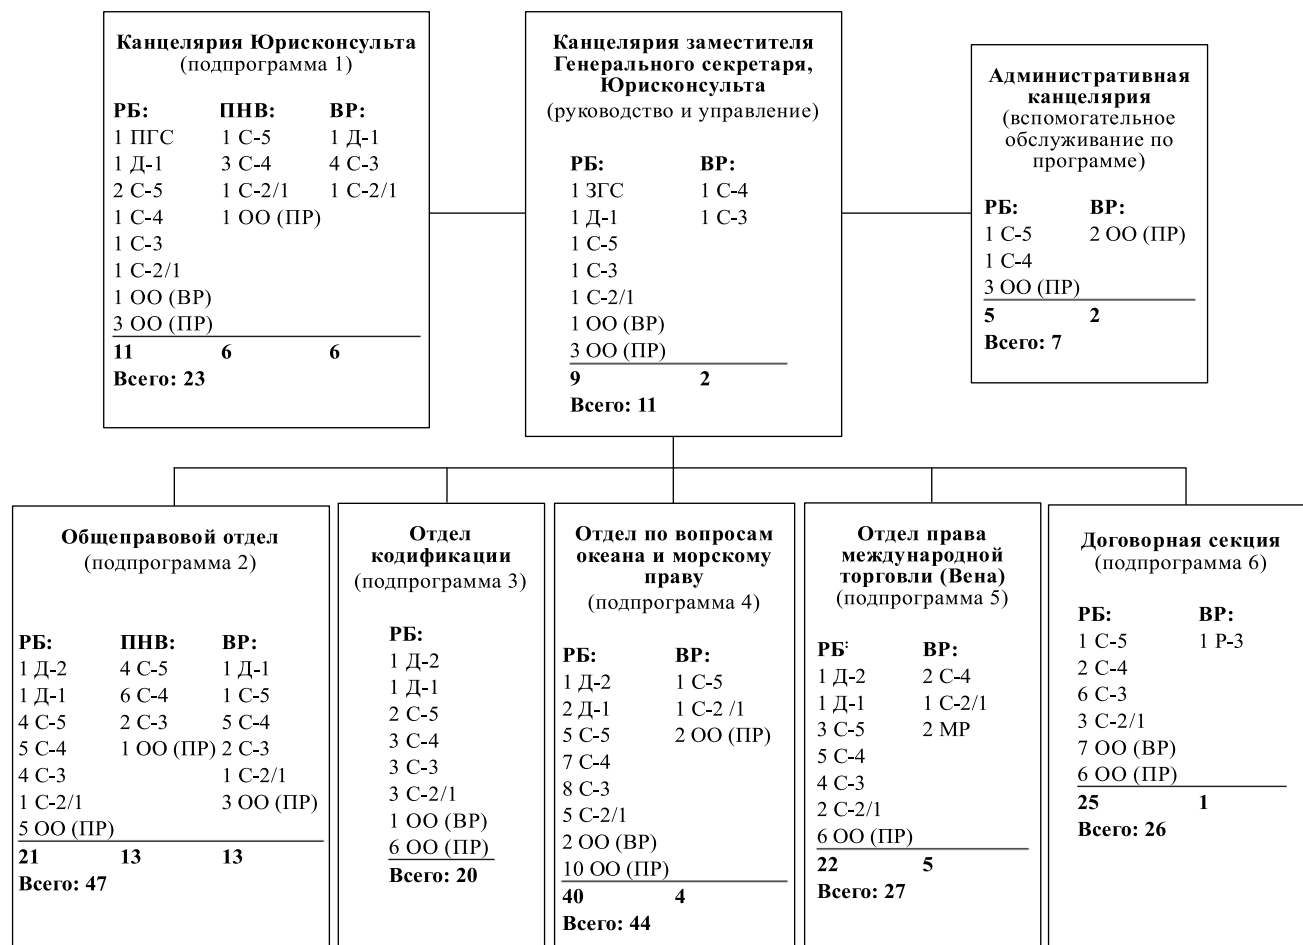 Канцелярия Юрисконсульта
(подпрограмма 1)
РБ: ПНВ: ВР:
1 ПГС 1 С-5 1 Д-1
1 Д-1 3 С-4 4 С-3
2 С-5 1 С-2/1 1 С-2/1
1 С-4 1 ОО (ПР)
1 С-3
1 С-2/1
1 ОО (ВР)
3 ОО (ПР)
11 6 6
Всего: 23
Канцелярия заместителя
Генерального секретаря,
Юрисконсульта
(руководство и управление)
РБ: ВР:
1 ЗГС 1 С-4
1 Д-1 1 С-3
1 С-5
1 С-3
1 С-2/1
1 ОО (ВР)
3 ОО (ПР)
9 2
Всего: 11
Административная
канцелярия
(вспомогательное
обслуживание по
программе)
РБ: ВР:
1 С-5 2 ОО (ПР)
1 С-4
3 ОО (ПР)
5 2
Всего: 7
Общеправовой отдел
(подпрограмма 2)
РБ: ПНВ: ВР:
1 Д-2 4 С-5 1 Д-1
1 Д-1 6 С-4 1 С-5
4 С-5 2 С-3 5 С-4
5 С-4 1 ОО (ПР) 2 С-3
4 С-3 1 С-2/1
1 С-2/1 3 ОО (ПР)
5 ОО (ПР)
21 13 13
Всего: 47
Отдел
кодификации
(подпрограмма 3)
РБ:
1 Д-2
1 Д-1
2 С-5
3 С-4
3 С-3
3 С-2/1
1 ОО (ВР)
6 ОО (ПР)
Всего: 20
Отдел по вопросам
океана и морскому
праву
(подпрограмма 4)
РБ: ВР:
1 Д-2 1 С-5
2 Д-1 1 С-2 /1
5 С-5 2 ОО (ПР)
7 С-4
8 С-3
5 С-2/1
2 ОО (ВР)
10 ОО (ПР)
40 4
Всего: 44
Отдел права
международной
торговли (Вена)
(подпрограмма 5)
РБ: ВР:
1 Д-2 2 С-4
1 Д-1 1 С-2/1
3 С-5 2 МР
5 С-4
4 С-3
2 С-2/1
6 ОО (ПР)
22 5
Всего: 27
Договорная секция
(подпрограмма 6)
РБ: ВР:
1 С-5 1 Р-3
2 С-4
6 С-3
3 С-2/1
7 ОО (ВР)
6 ОО (ПР)
25 1
Всего: 26